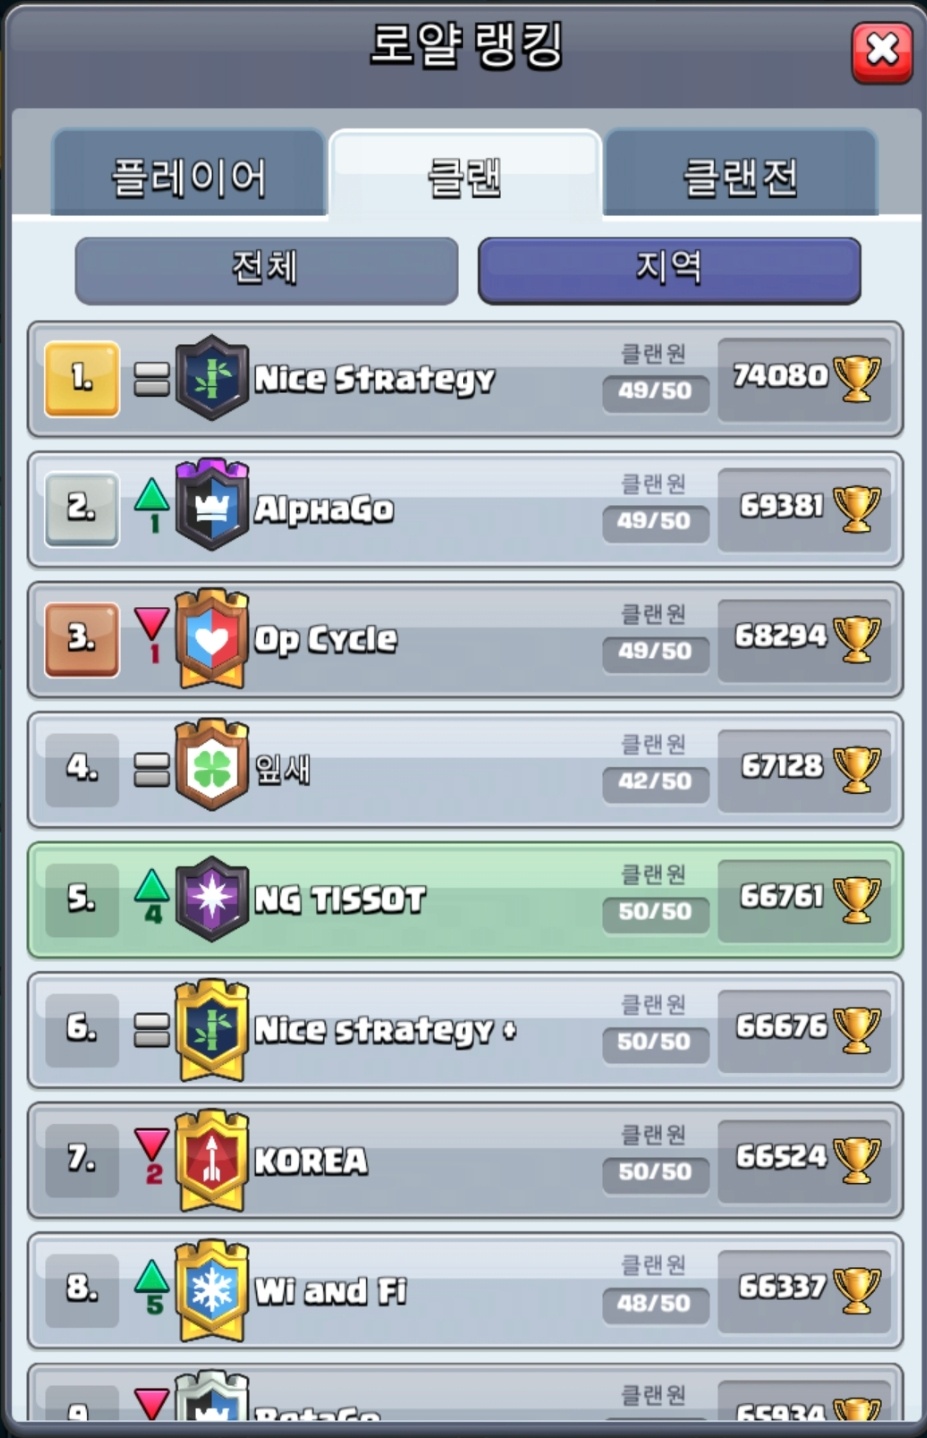 로얄 랭킹
플레이어 클랜 클랜전
전체 지역
1. Nice Strategy 클랜원 49/50 74080
2. 1 AlphaGo 클랜원 49/50 69381
3. 1 Op Cycle 클랜원 49/50 68294
4. 잎새 클랜원 42/50 67128
5. 4 NG TISSOT 클랜원 50/50 66761
6. Nice strategy + 클랜원 50/50 66676
7. 2 KOREA 클랜원 50/50 66524
8. 5 Wi and Fi 클랜원 48/50 66337
9. BetaGo 클랜원 65934